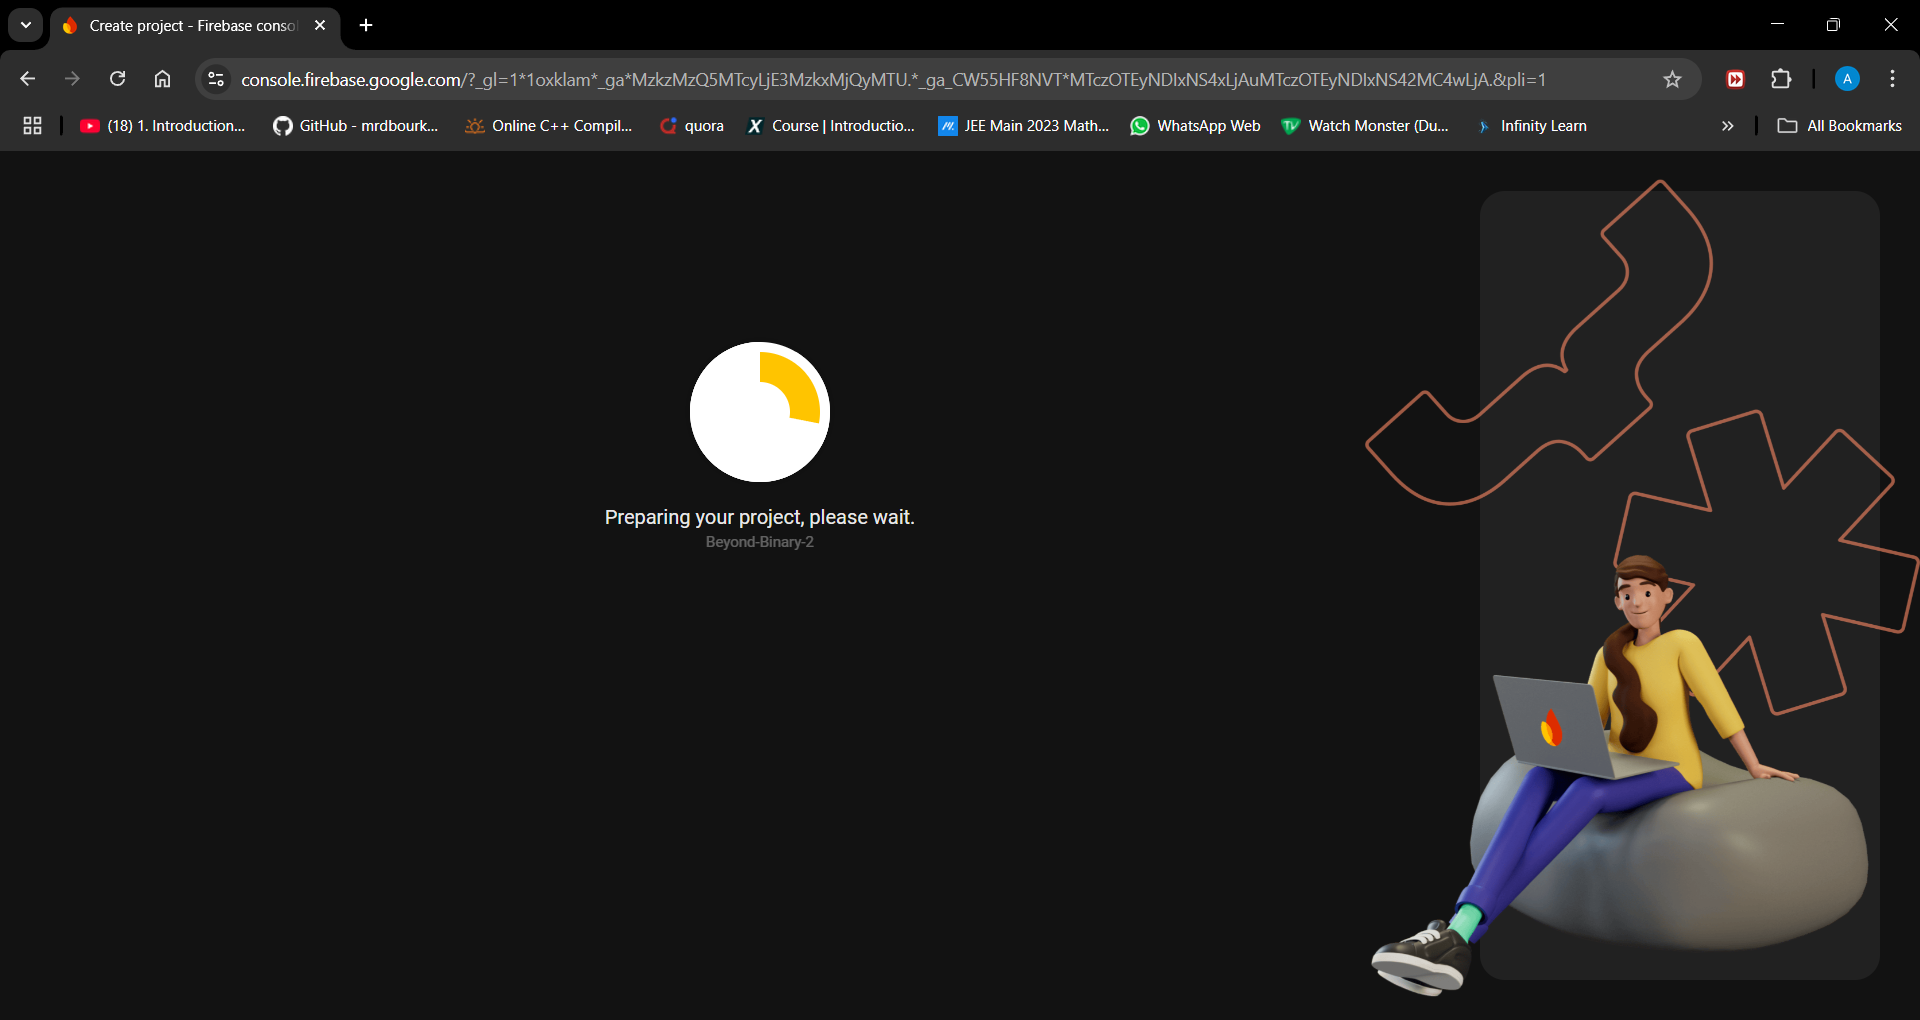 Create project - Firebase conso
console.firebase.google.com/?_gl=1*1oxklam*_ga*MzkzMzQ5MTcyLjE3MzkxMjQyMTU.*_ga_CW55HF8NVT*MTczOTEyNDIxNS4xLjAuMTczOTEyNDIxNS42MC4wLjA.&pli=1
A
(18) 1. Introduction... GitHub - mrdbourk... Online C++ Compil... quora Course | Introductio... JEE Main 2023 Math... WhatsApp Web Watch Monster (Du... Infinity Learn » All Bookmarks
Preparing your project, please wait.
Beyond-Binary-2